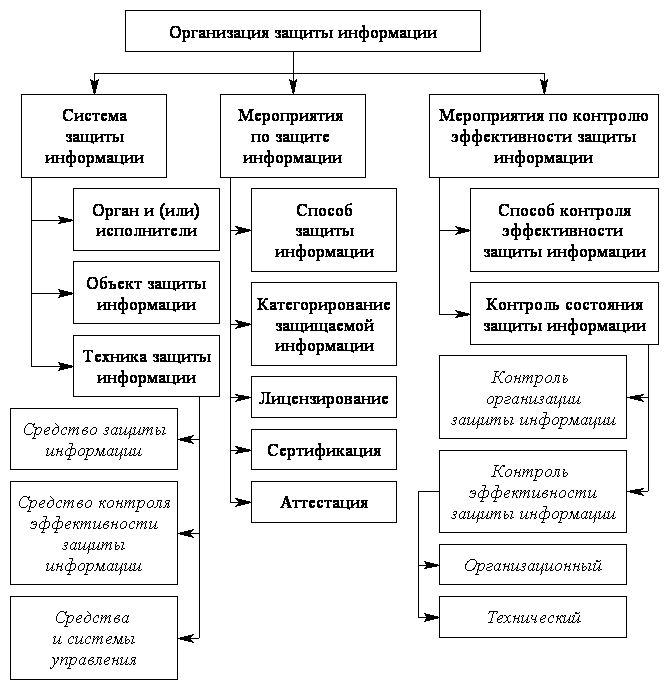 Организация защиты информации
Система
защиты
информации
Мероприятия
по защите
информации
Мероприятия по контролю
эффективности защиты
информации
Орган и (или)
исполнители
Объект защиты
информации
Техника защиты
информации
Средство защиты
информации
Средство контроля
эффективности
защиты
информации
Средства
и системы
управления
Способ
защиты
информации
Категорирование
защищаемой
информации
Лицензирование
Сертификация
Аттестация
Способ контроля
эффективности
защиты информации
Контроль состояния
защиты информации
Контроль
организации
защиты информации
Контроль
эффективности
защиты информации
Организационный
Технический